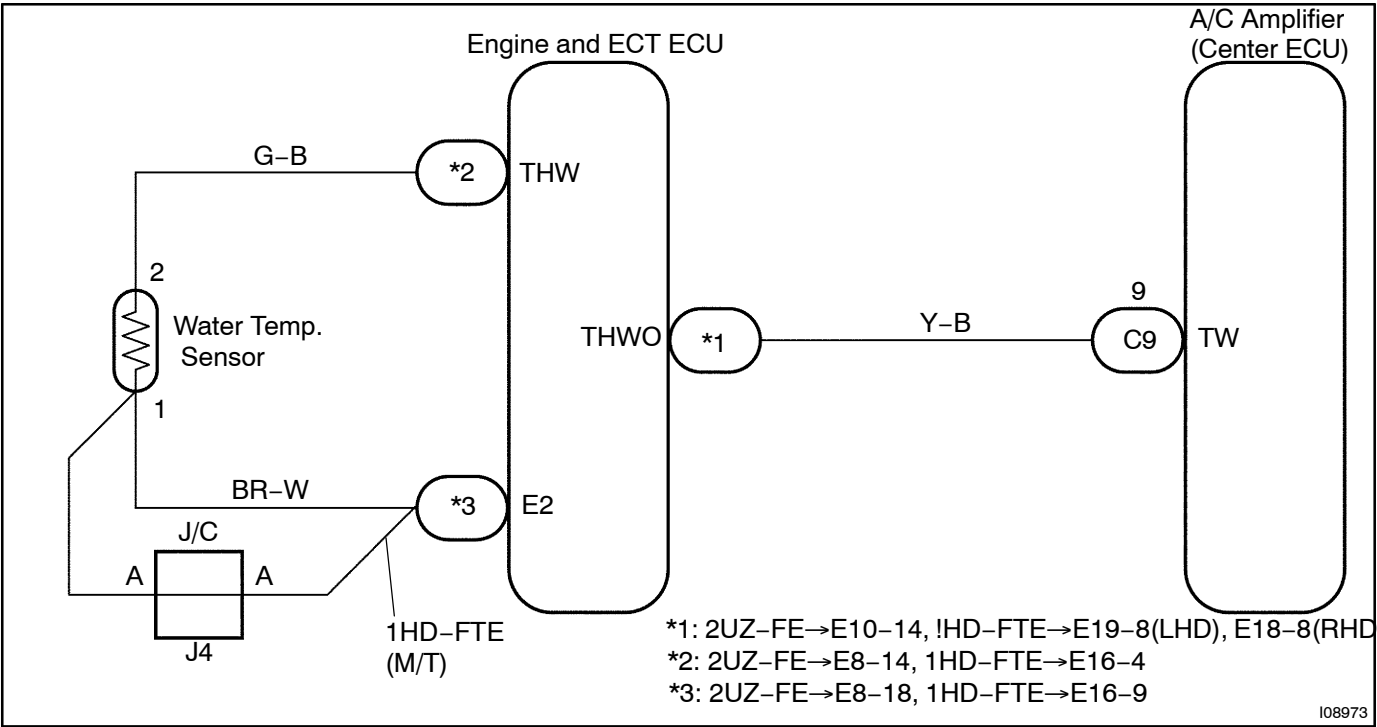 A/C Amplifier
(Center ECU)
Engine and ECT ECU
G−B
*2
THW
2
Water Temp.
Sensor
1
THWO
*1
Y−B
9
C9
TW
BR−W
*3
E2
J/C
A
A
J4
1HD−FTE
(M/T)
*1: 2UZ−FE→E10−14, !HD−FTE→E19−8(LHD), E18−8(RHD
*2: 2UZ−FE→E8−14, 1HD−FTE→E16−4
*3: 2UZ−FE→E8−18, 1HD−FTE→E16−9
I08973